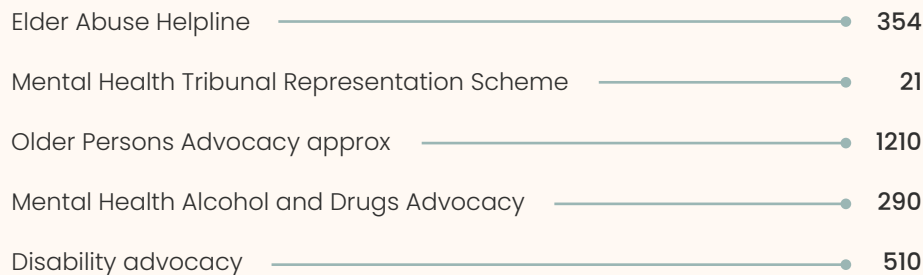 Elder Abuse Helpline 354
Mental Health Tribunal Representation Scheme 21
Older Persons Advocacy approx 1210
Mental Health Alcohol and Drugs Advocacy 290
Disability advocacy 510